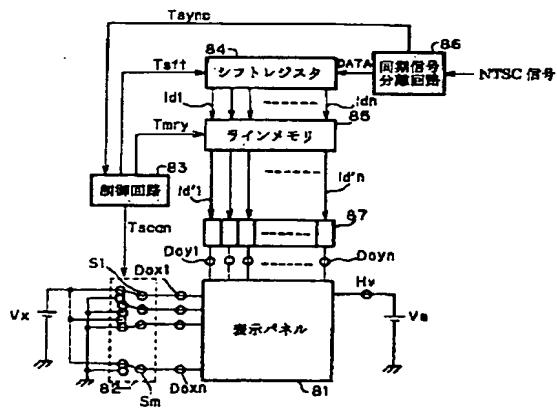 Tsync
84
86
Tsft
シフトレジスタ
DATA
同期信号
分離回路
NTSC 信号
Id1
Idn
Tmry
85
ラインメモリ
83
制御回路
Id'1
Id'n
87
Tscan
Doy1
Doyn
S1
Dox1
Hv
Vx
表示パネル
Va
82
Sm
Doxn
81